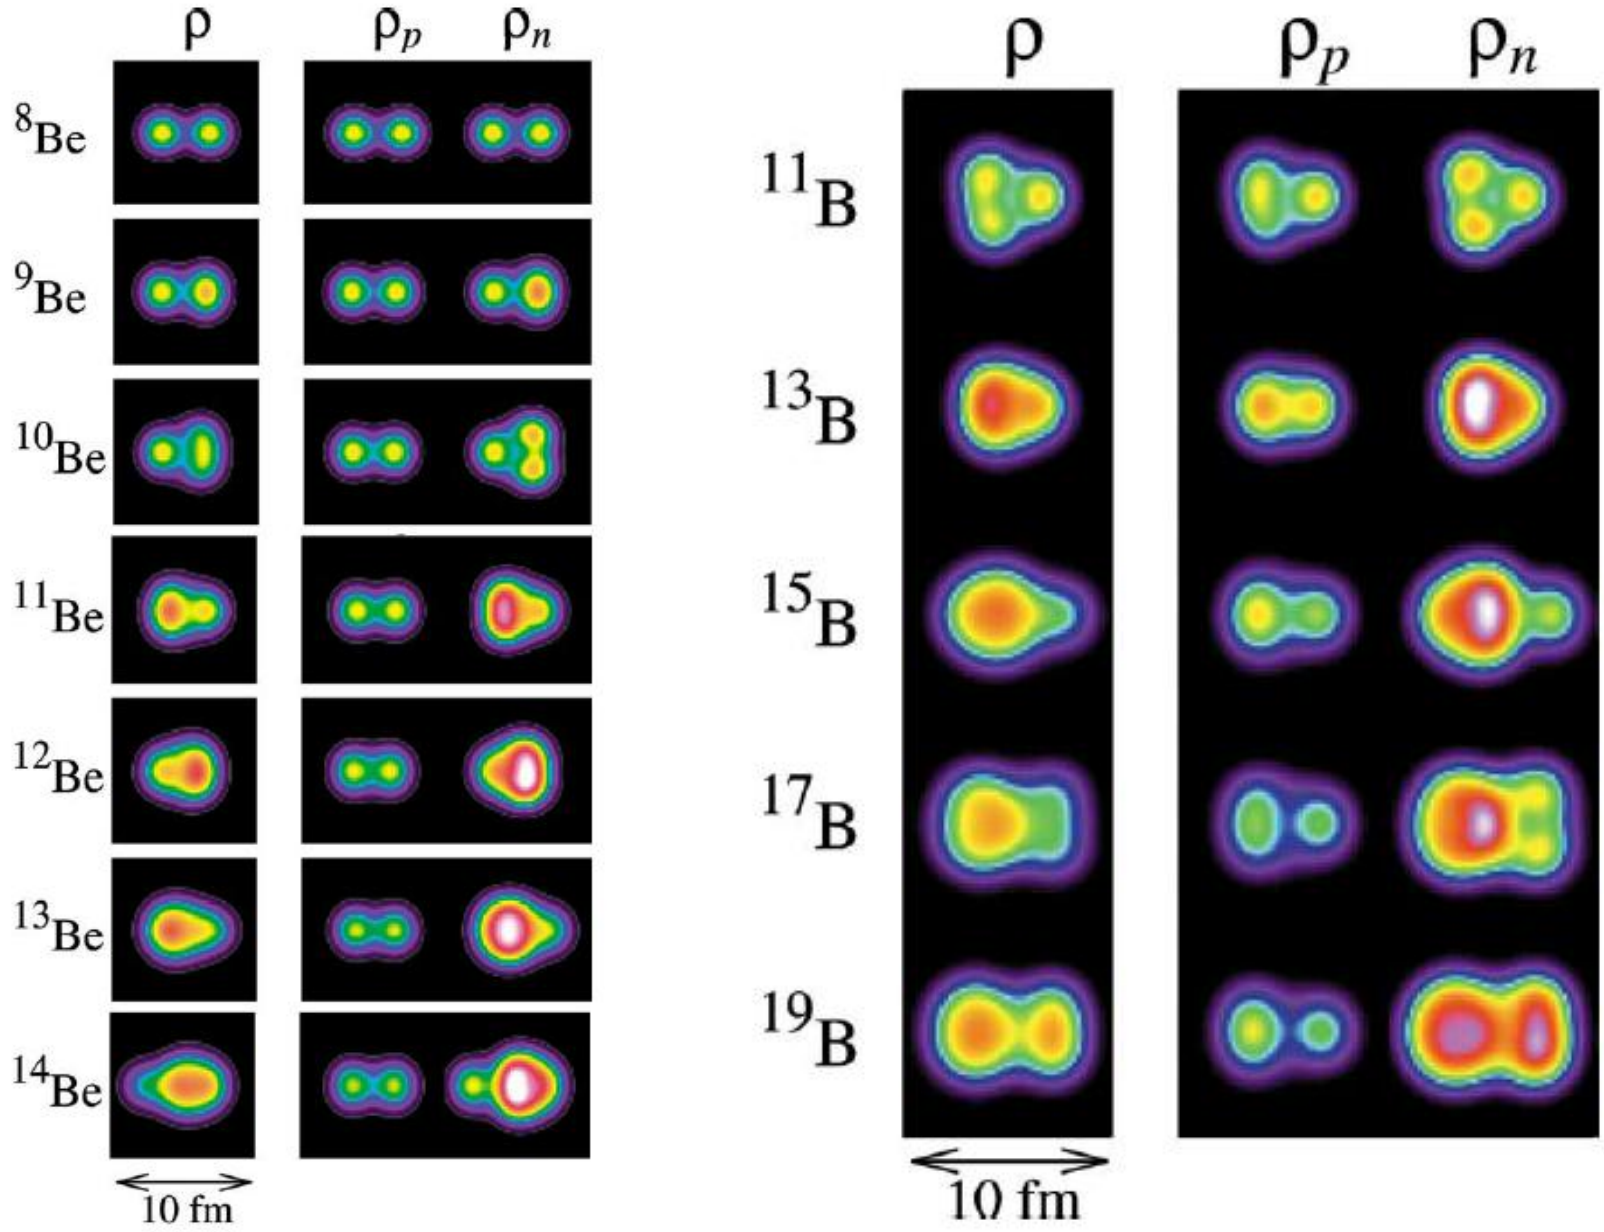 ρ ρp ρn
⁸Be
⁹Be
¹⁰Be
¹¹Be
¹²Be
¹³Be
¹⁴Be
10 fm
ρ ρp ρn
¹¹B
¹³B
¹⁵B
¹⁷B
¹⁹B
10 fm